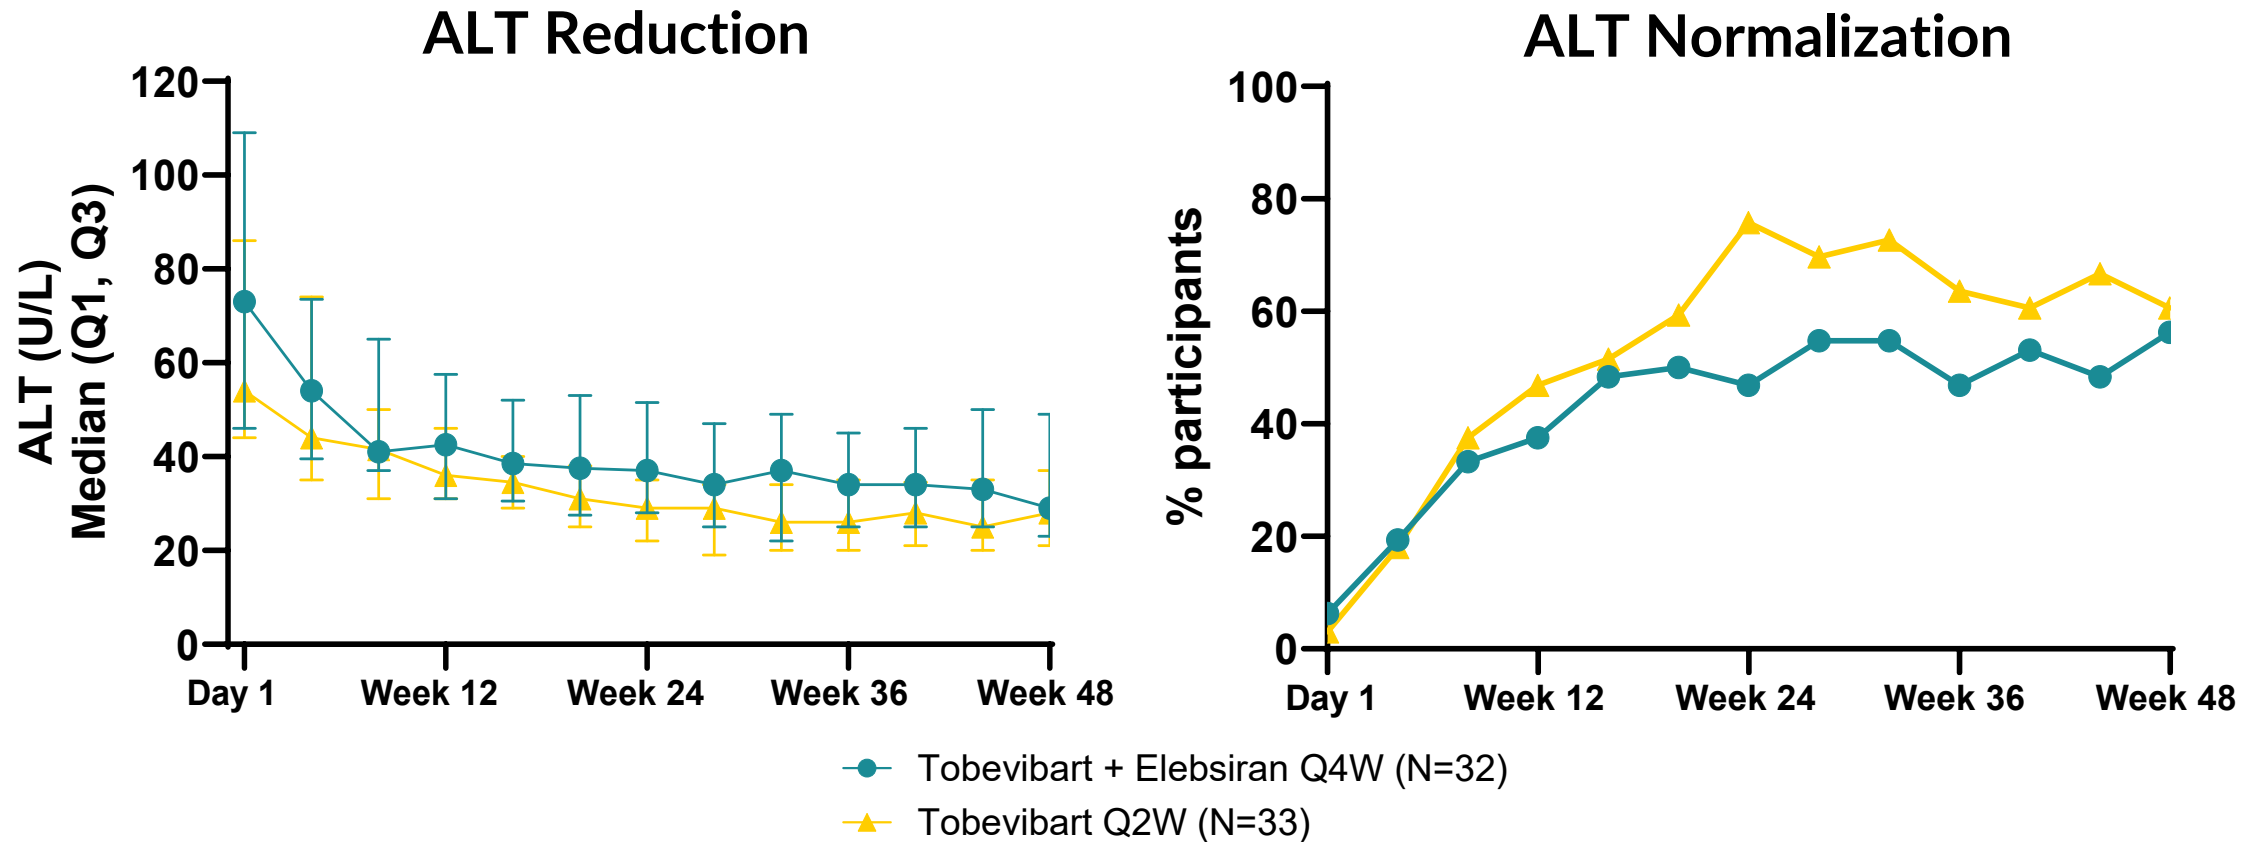 ALT Reduction
ALT (U/L)
Median (Q1, Q3)
120
100
80
60
40
20
0
Day 1
Week 12
Week 24
Week 36
Week 48
ALT Normalization
% participants
100
80
60
40
20
0
Day 1
Week 12
Week 24
Week 36
Week 48
Tobevibart + Elebsiran Q4W (N=32)
Tobevibart Q2W (N=33)